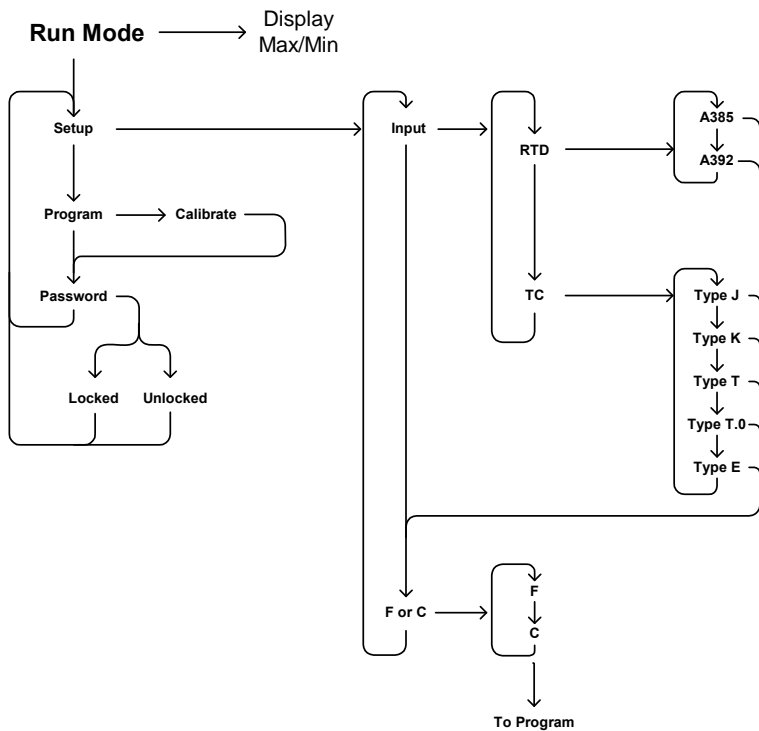 Run Mode
Display
Max/Min
Setup
Input
RTD
A385
A392
Program
Calibrate
Password
Locked
Unlocked
TC
Type J
Type K
Type T
Type T.0
Type E
F or C
F
C
To Program